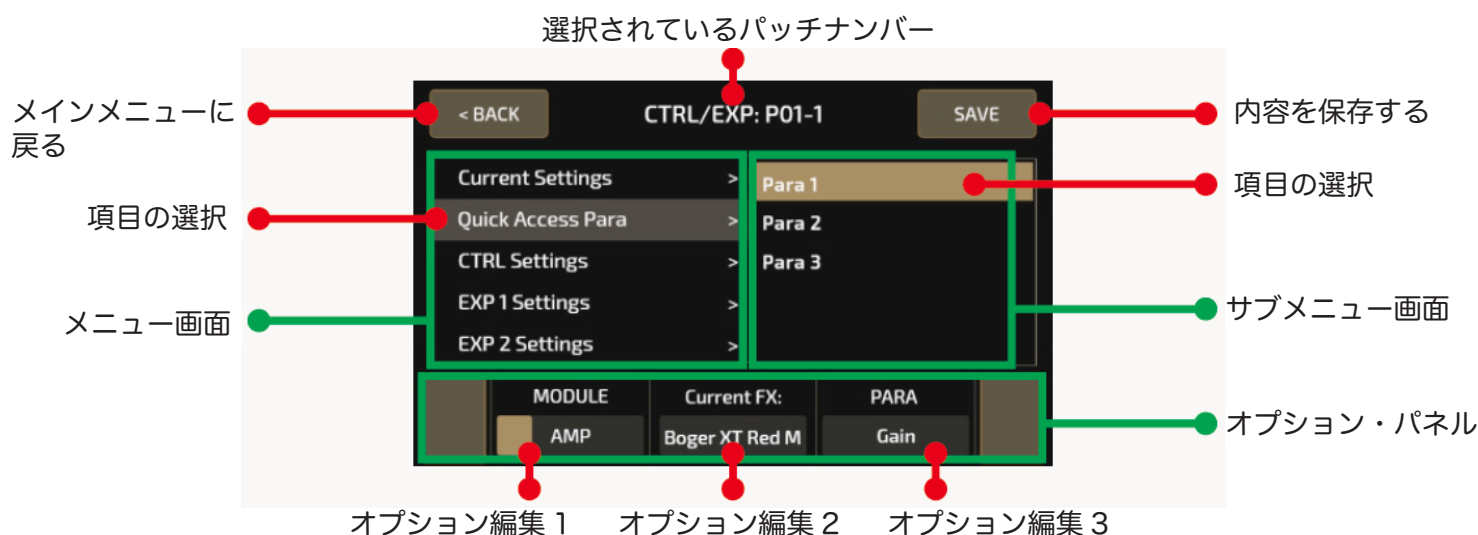 選択されているパッチナンバー
メインメニューに
戻る
< BACK
CTRL/EXP: P01-1
SAVE
内容を保存する
Current Settings >
Para 1
項目の選択
項目の選択
Quick Access Para >
Para 2
CTRL Settings >
Para 3
EXP 1 Settings >
メニュー画面
サブメニュー画面
EXP 2 Settings >
MODULE
Current FX:
PARA
AMP
Boger XT Red M
Gain
オプション・パネル
オプション編集 1
オプション編集 2
オプション編集 3